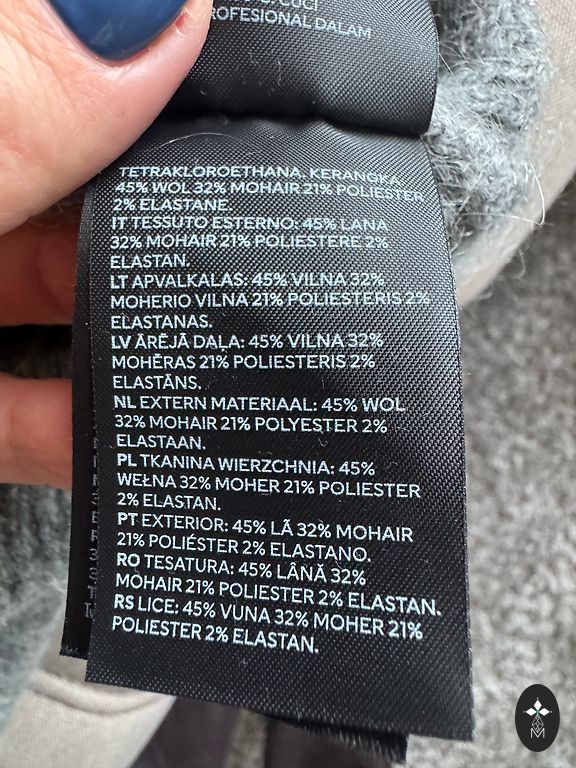 CUCI
PROFESIONAL DALAM
TETRAKLOROETHANA. KERANGKA:
45% WOL 32% MOHAIR 21% POLIESTER
2% ELASTANE.
IT TESSUTO ESTERNO: 45% LANA
32% MOHAIR 21% POLIESTERE 2%
ELASTAN.
LT APVALKALAS: 45% VILNA 32%
MOHERIO VILNA 21% POLIESTERIS 2%
ELASTANAS.
LV ĀRĒJĀ DAĻA: 45% VILNA 32%
MOHĒRAS 21% POLIESTERIS 2%
ELASTĀNS.
NL EXTERN MATERIAAL: 45% WOL
32% MOHAIR 21% POLYESTER 2%
ELASTAAN.
PL TKANINA WIERZCHNIA: 45%
WEŁNA 32% MOHER 21% POLIESTER
2% ELASTAN.
PT EXTERIOR: 45% LÃ 32% MOHAIR
21% POLIÉSTER 2% ELASTANO.
RO TESATURA: 45% LÂNĂ 32%
MOHAIR 21% POLIESTER 2% ELASTAN.
RS LICE: 45% VUNA 32% MOHER 21%
POLIESTER 2% ELASTAN.
M